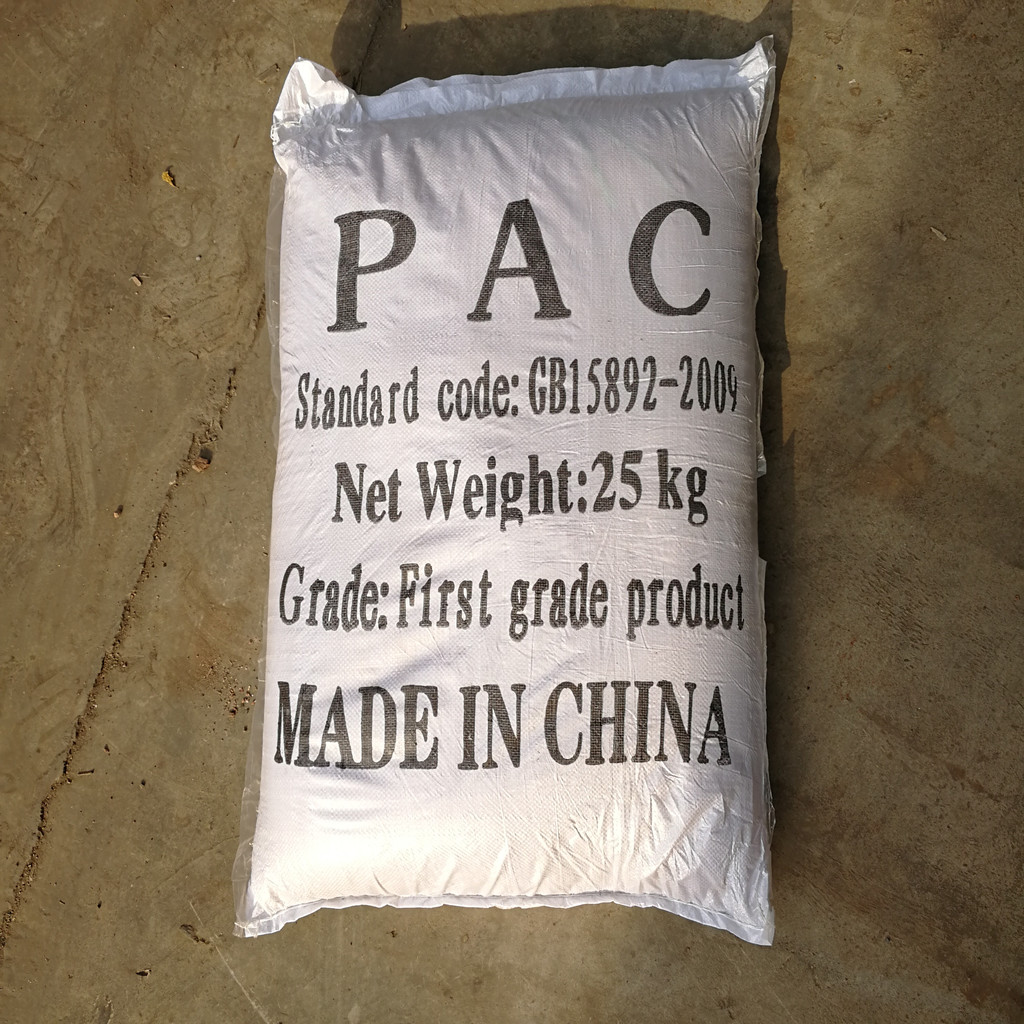 PAC
Standard code: GB15892-2009
Net Weight:25 kg
Grade: First grade product
MADE IN CHINA